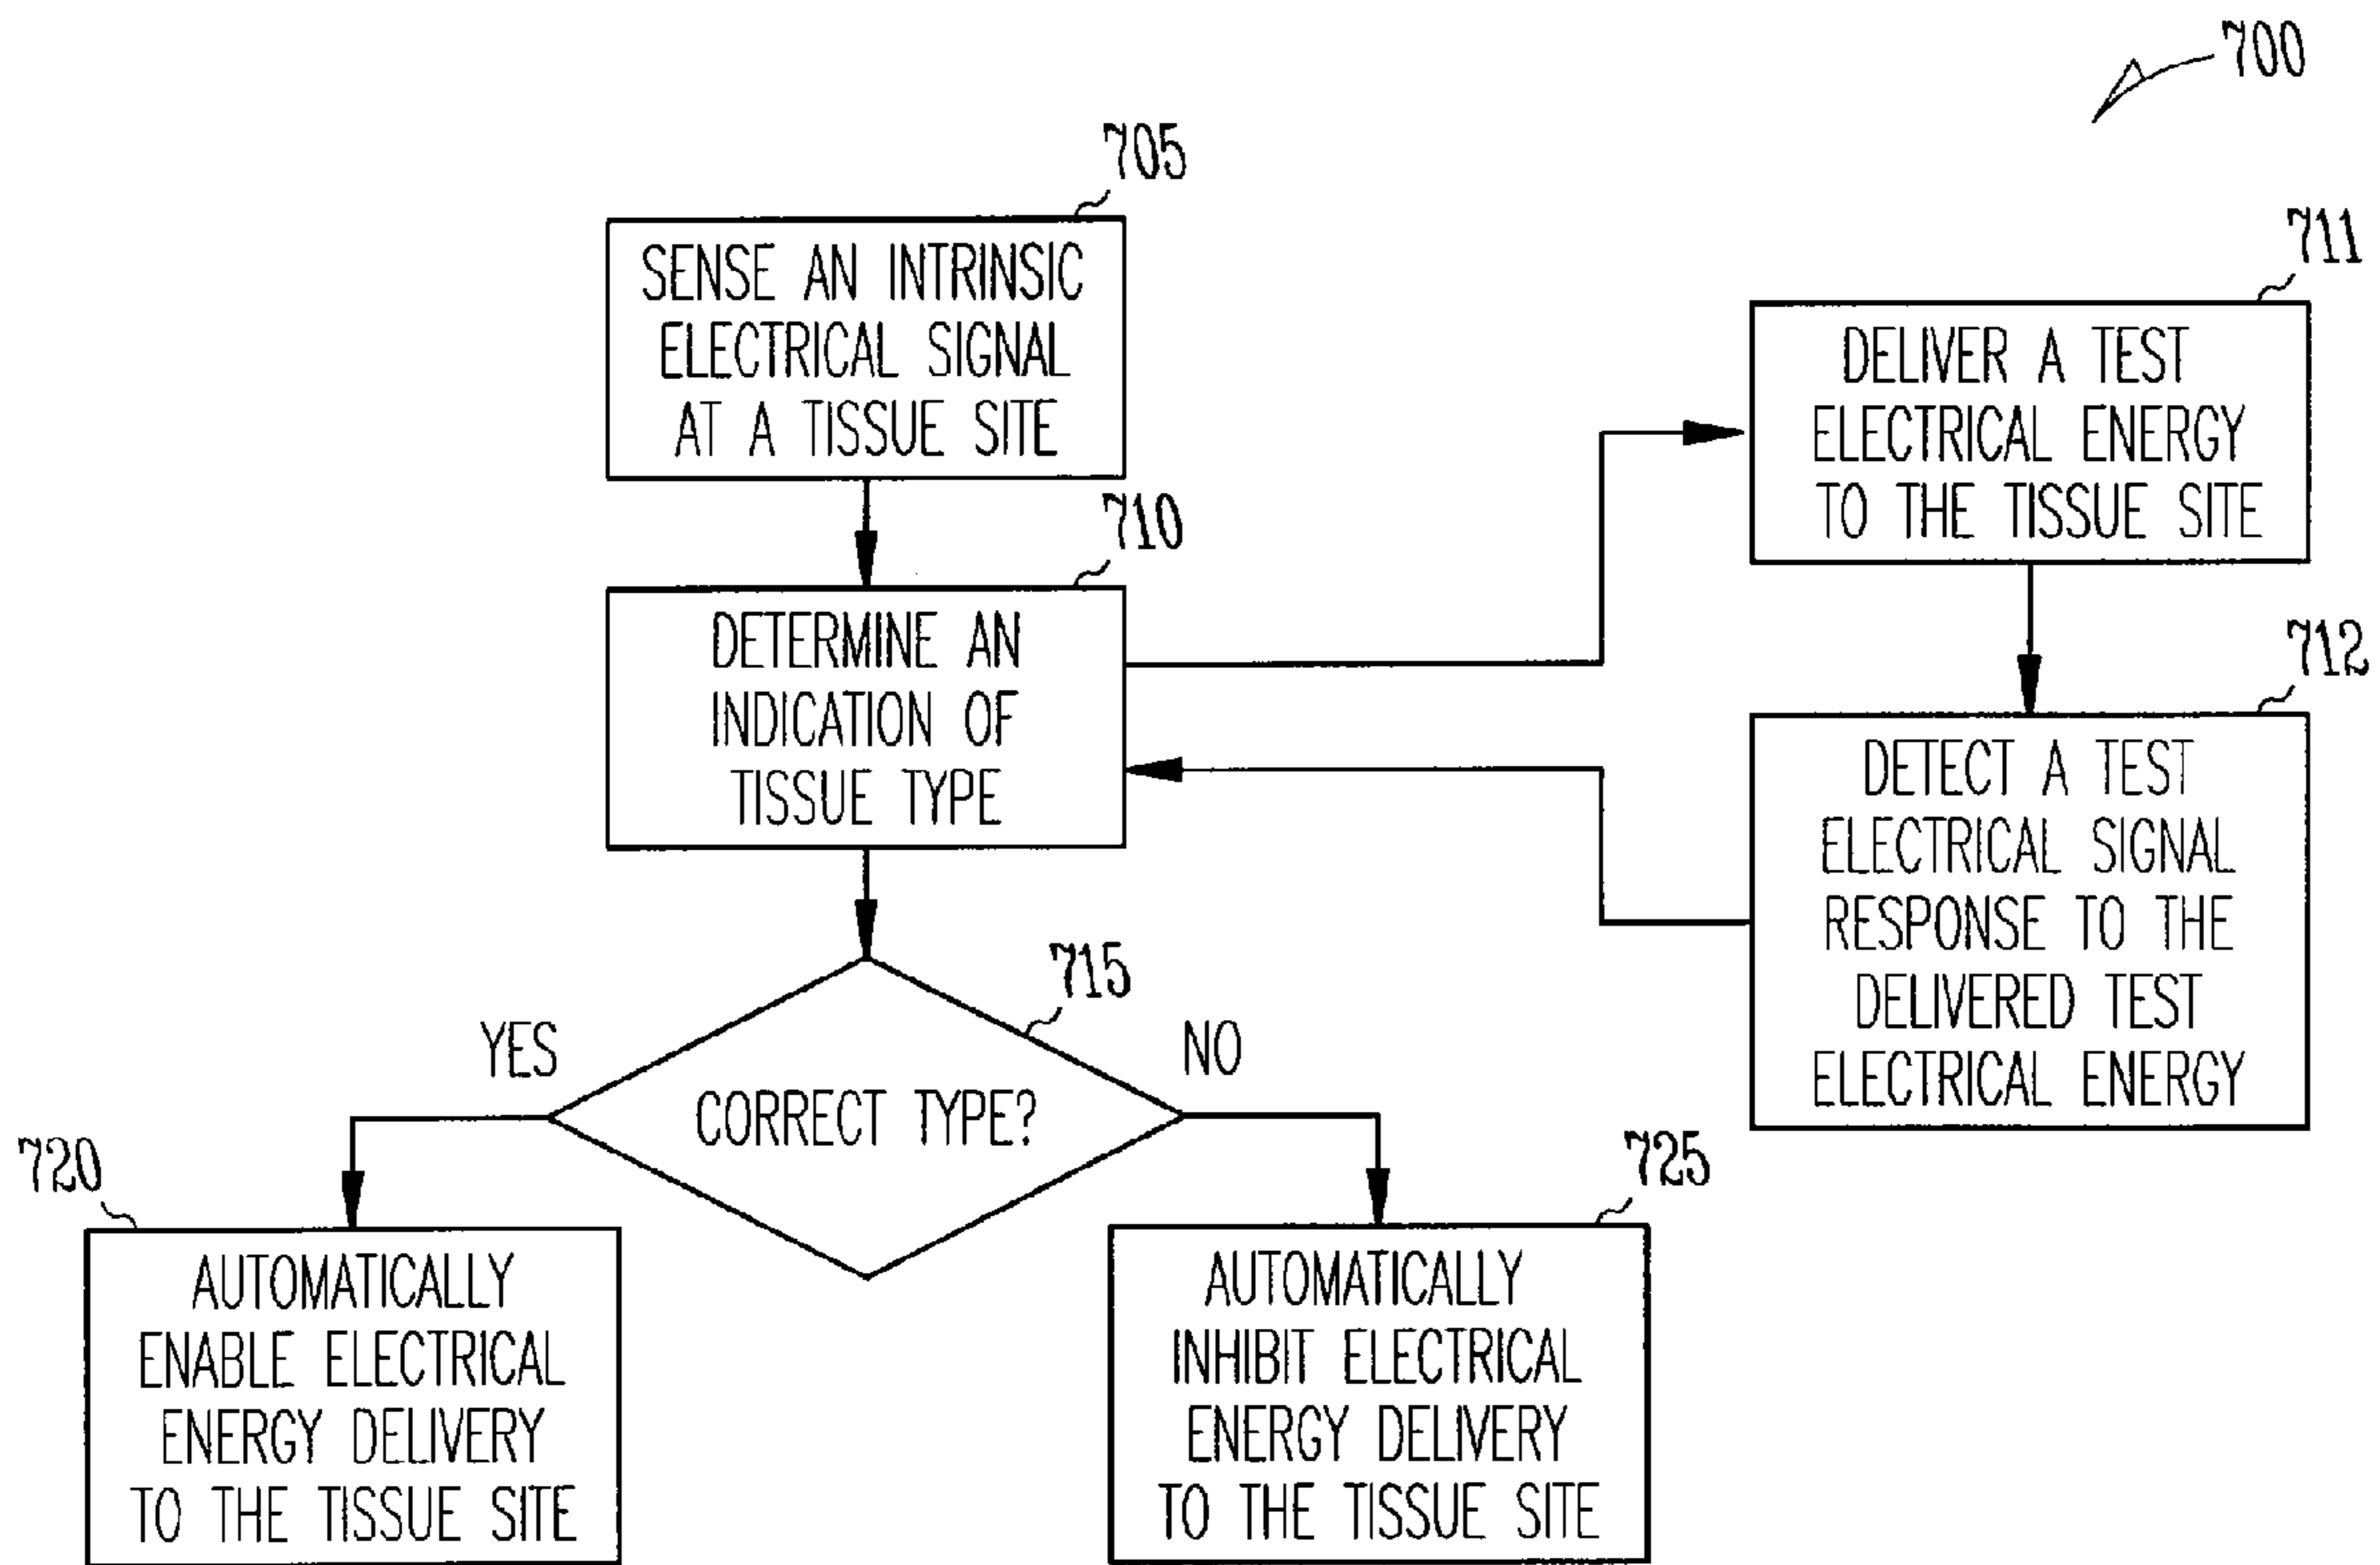 700
705
SENSE AN INTRINSIC
ELECTRICAL SIGNAL
AT A TISSUE SITE
710
DETERMINE AN
INDICATION OF
TISSUE TYPE
711
DELIVER A TEST
ELECTRICAL ENERGY
TO THE TISSUE SITE
712
DETECT A TEST
ELECTRICAL SIGNAL
RESPONSE TO THE
DELIVERED TEST
ELECTRICAL ENERGY
715
CORRECT TYPE?
YES
NO
720
AUTOMATICALLY
ENABLE ELECTRICAL
ENERGY DELIVERY
TO THE TISSUE SITE
725
AUTOMATICALLY
INHIBIT ELECTRICAL
ENERGY DELIVERY
TO THE TISSUE SITE